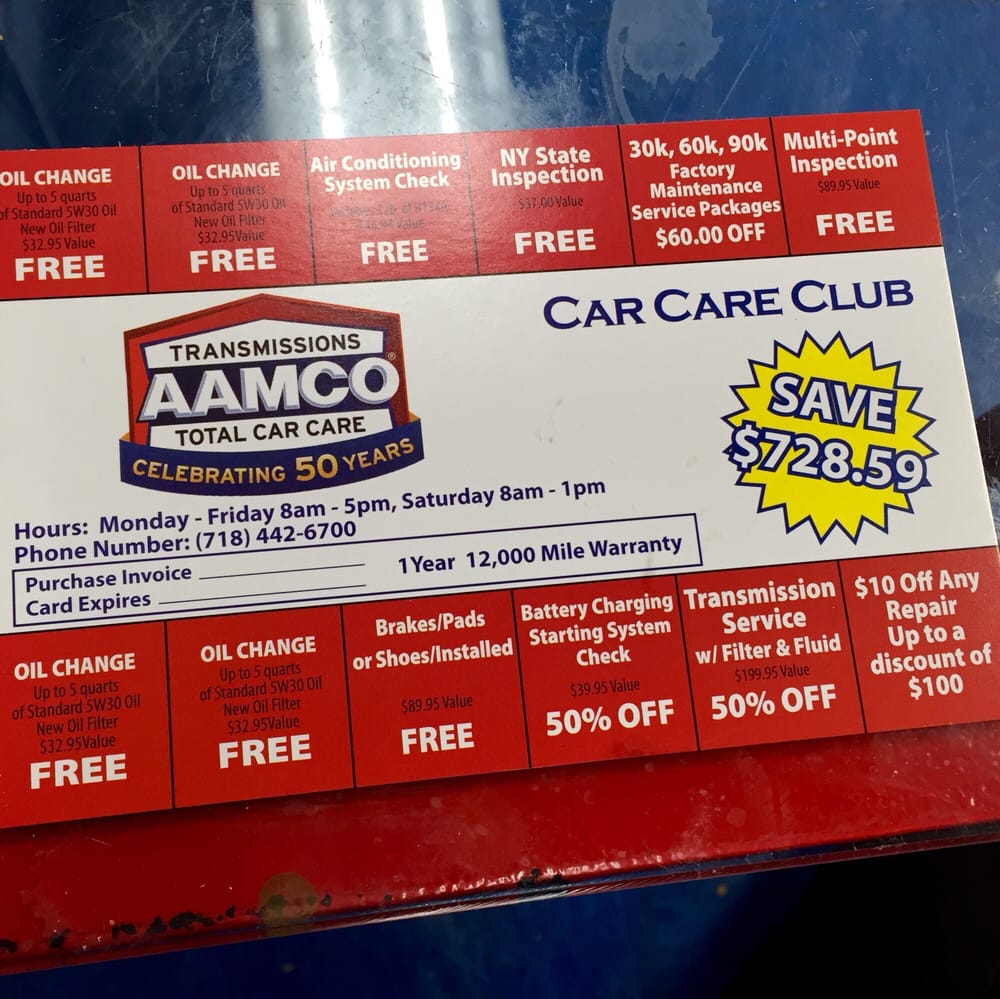 OIL CHANGE
Up to 5 quarts
of Standard 5W30 Oil
New Oil Filter
$32.95 Value
FREE
OIL CHANGE
Up to 5 quarts
of Standard 5W30 Oil
New Oil Filter
$32.95Value
FREE
Air Conditioning
System Check
Value
FREE
NY State
Inspection
$37.00 Value
FREE
30k, 60k, 90k
Factory
Maintenance
Service Packages
$60.00 OFF
Multi-Point
Inspection
$89.95 Value
FREE
CAR CARE CLUB
TRANSMISSIONS
AAMCO®
TOTAL CAR CARE
CELEBRATING 50 YEARS
SAVE
$728.59
Hours: Monday - Friday 8am - 5pm, Saturday 8am - 1pm
Phone Number: (718) 442-6700
Purchase Invoice
1Year 12,000 Mile Warranty
Card Expires
OIL CHANGE
Up to 5 quarts
of Standard 5W30 Oil
New Oil Filter
$32.95Value
FREE
OIL CHANGE
Up to 5 quarts
of Standard 5W30 Oil
New Oil Filter
$32.95Value
FREE
Brakes/Pads
or Shoes/Installed
$89.95 Value
FREE
Battery Charging
Starting System
Check
$39.95 Value
50% OFF
Transmission
Service
w/ Filter & Fluid
$199.95 Value
50% OFF
$10 Off Any
Repair
Up to a
discount of
$100